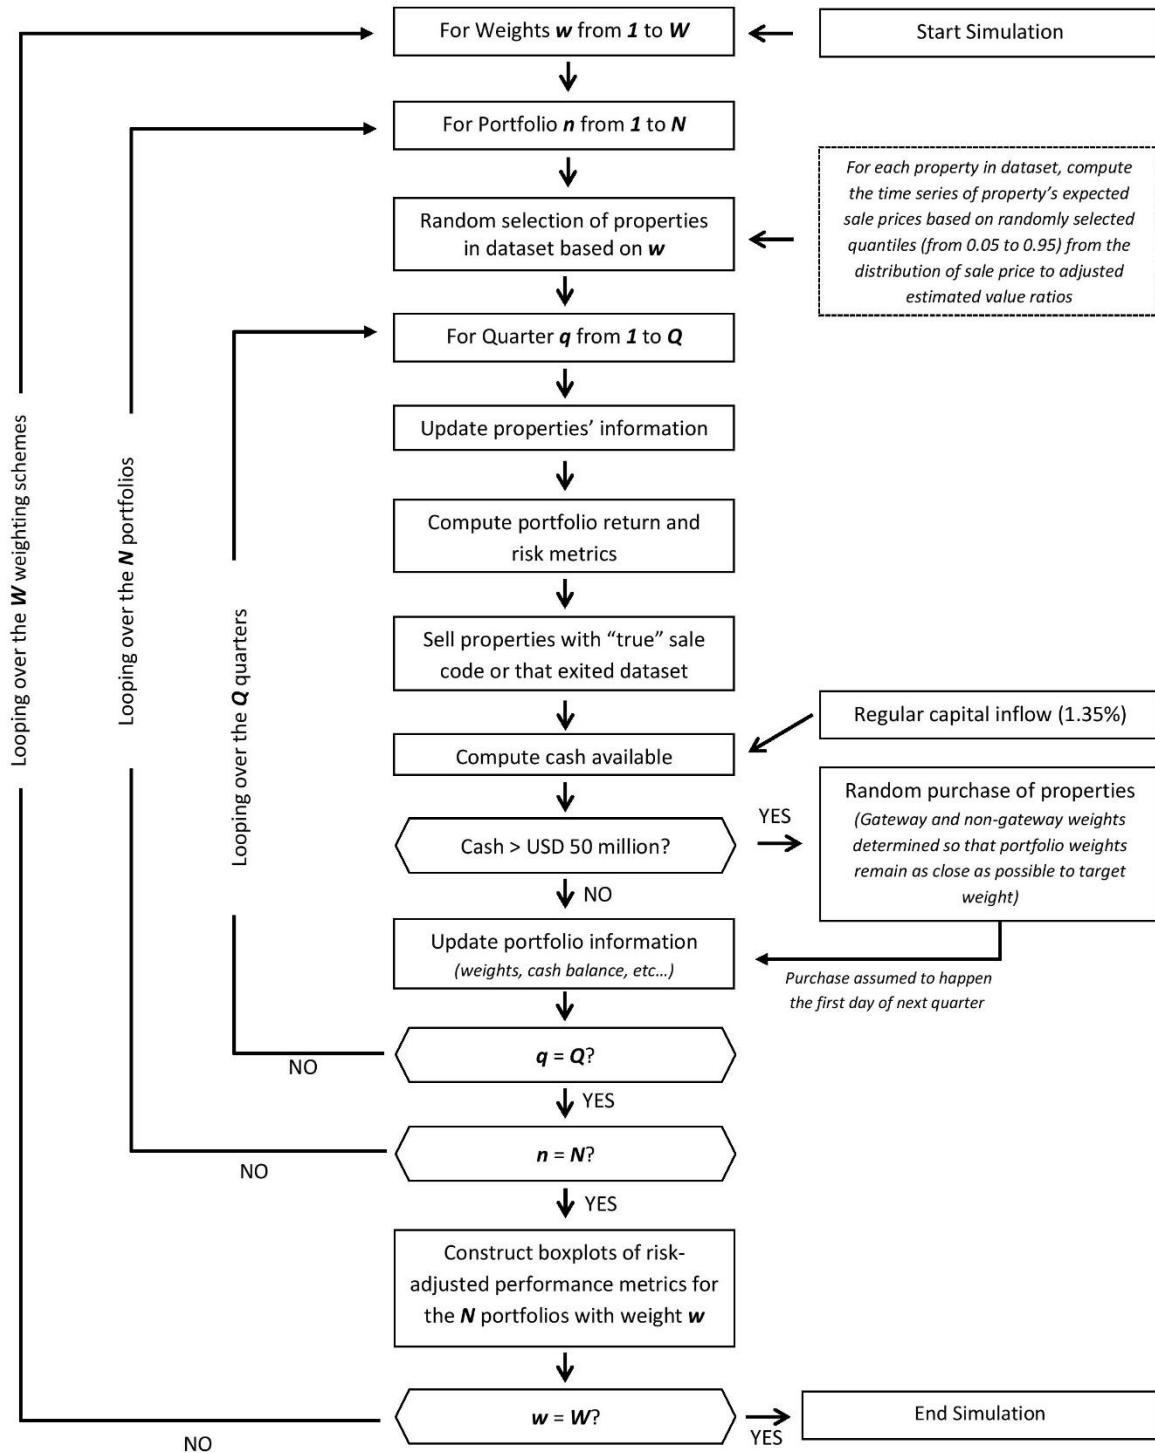 For Weights w from 1 to W
Start Simulation
For Portfolio n from 1 to N
For each property in dataset, compute
the time series of property's expected
sale prices based on randomly selected
quantiles (from 0.05 to 0.95) from the
distribution of sale price to adjusted
estimated value ratios
Random selection of properties
in dataset based on w
For Quarter q from 1 to Q
Update properties' information
Compute portfolio return and
risk metrics
Sell properties with “true” sale
code or that exited dataset
Regular capital inflow (1.35%)
Compute cash available
Cash > USD 50 million?
YES
Random purchase of properties
(Gateway and non-gateway weights
determined so that portfolio weights
remain as close as possible to target
weight)
NO
Update portfolio information
(weights, cash balance, etc...)
Purchase assumed to happen
the first day of next quarter
q = Q?
NO
YES
n = N?
NO
YES
Construct boxplots of risk-
adjusted performance metrics for
the N portfolios with weight w
w = W?
NO
YES
End Simulation
Looping over the W weighting schemes
Looping over the N portfolios
Looping over the Q quarters